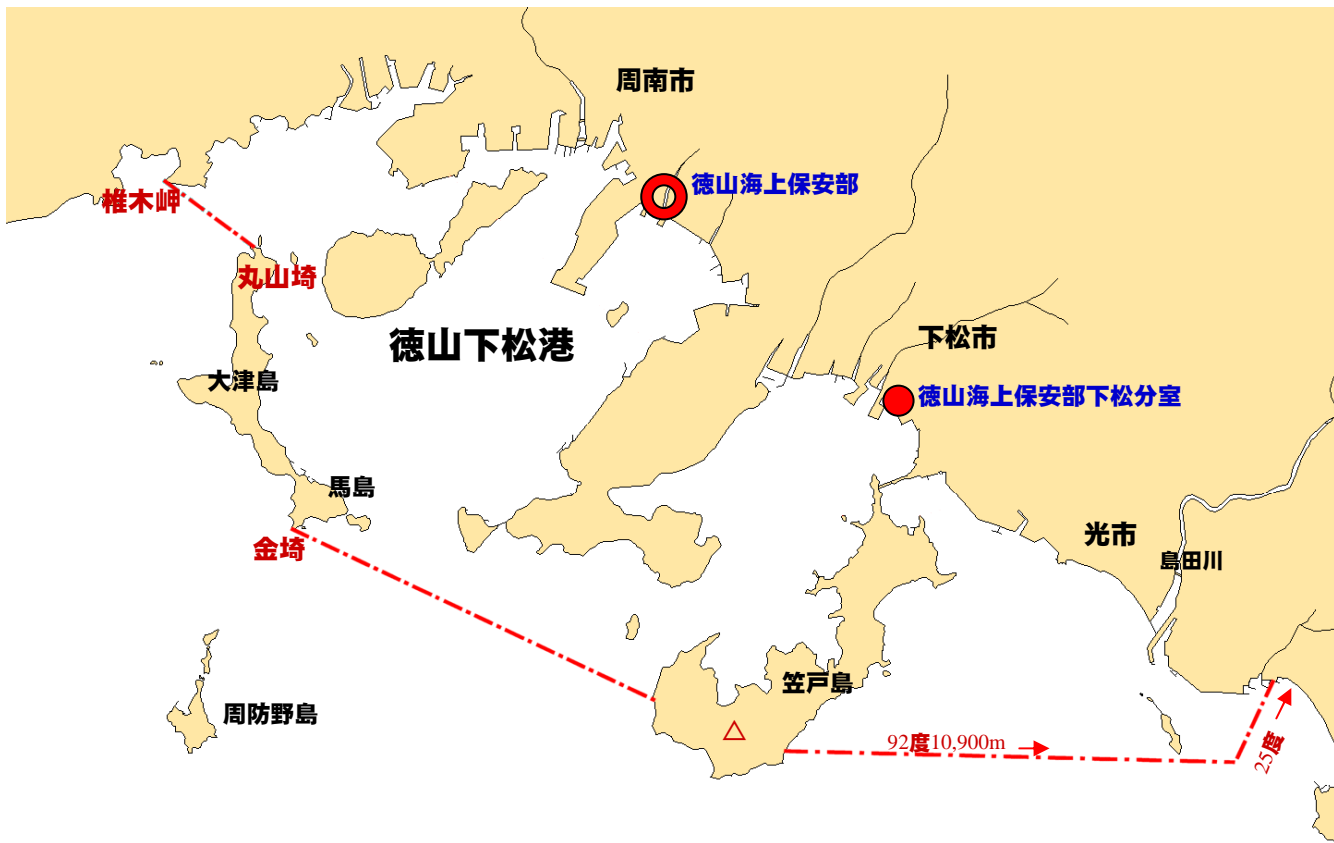 周南市
徳山海上保安部
椎木岬
丸山埼
徳山下松港
下松市
大津島
徳山海上保安部下松分室
馬島
光市
金埼
島田川
笠戸島
周防野島
92度10,900m
25度